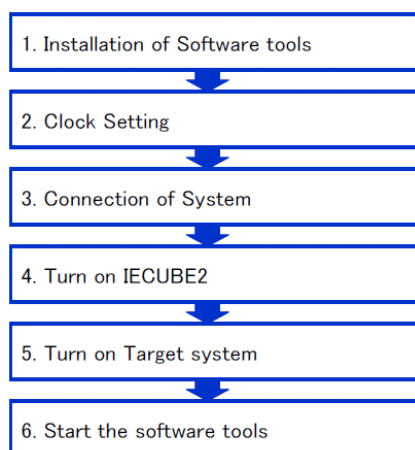 1. Installation of Software tools
2. Clock Setting
3. Connection of System
4. Turn on IECUBE2
5. Turn on Target system
6. Start the software tools